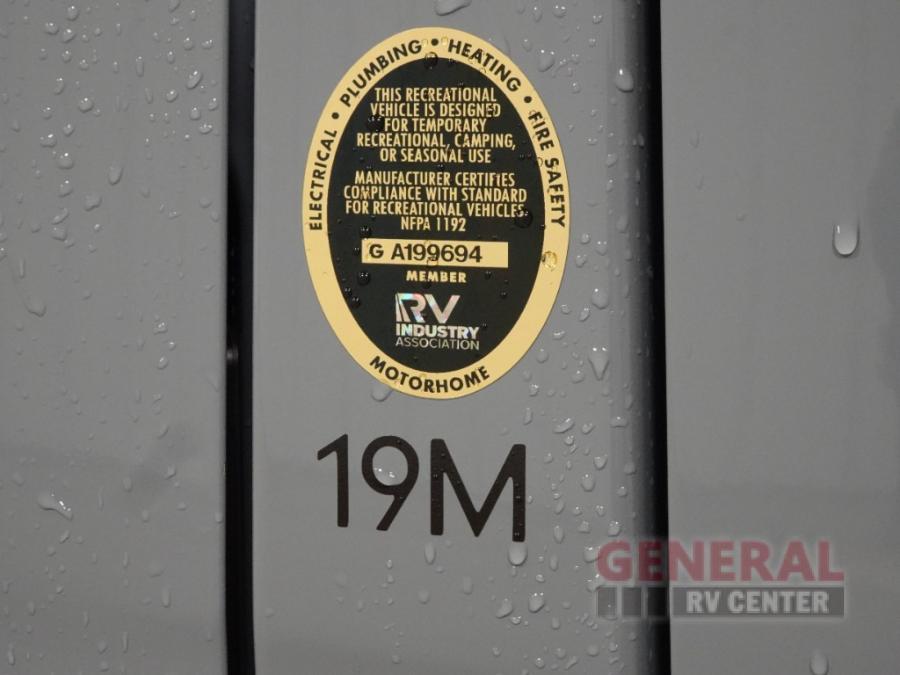 ELECTRICAL • PLUMBING • HEATING • FIRE SAFETY
THIS RECREATIONAL
VEHICLE IS DESIGNED
FOR TEMPORARY
RECREATIONAL, CAMPING,
OR SEASONAL USE
MANUFACTURER CERTIFIES
COMPLIANCE WITH STANDARD
FOR RECREATIONAL VEHICLES
NFPA 1192
G A199694
MEMBER
RV
INDUSTRY
ASSOCIATION
MOTORHOME
19M
GENERAL
RV CENTER